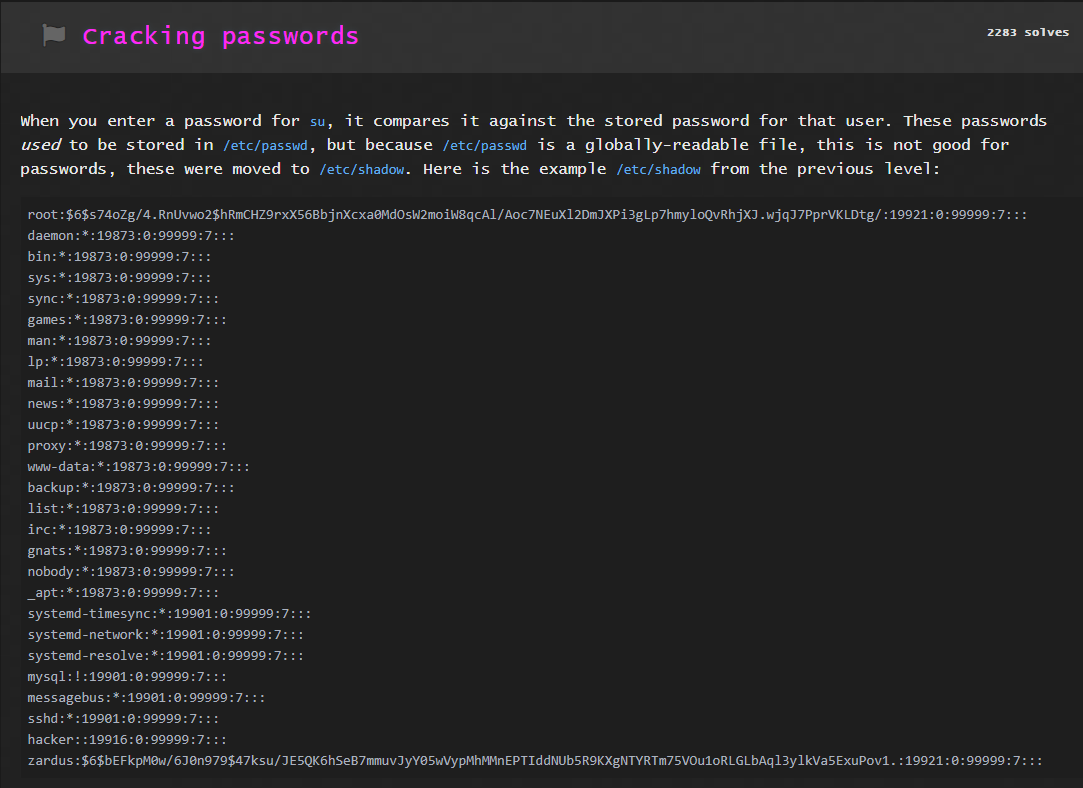 Cracking passwords
2283 solves
When you enter a password for su, it compares it against the stored password for that user. These passwords
used to be stored in /etc/passwd, but because /etc/passwd is a globally-readable file, this is not good for
passwords, these were moved to /etc/shadow. Here is the example /etc/shadow from the previous level:
root:$6$s74oZg/4.RnUvwo2$hRmCHZ9rxX56BbjnXcxa0MdOsW2moiW8qcAl/Aoc7NEuXl2DmJXPi3gLp7hmyloQvRhjXJ.wjqJ7PprVKLDtg/:19921:0:99999:7:::
daemon:*:19873:0:99999:7:::
bin:*:19873:0:99999:7:::
sys:*:19873:0:99999:7:::
sync:*:19873:0:99999:7:::
games:*:19873:0:99999:7:::
man:*:19873:0:99999:7:::
lp:*:19873:0:99999:7:::
mail:*:19873:0:99999:7:::
news:*:19873:0:99999:7:::
uucp:*:19873:0:99999:7:::
proxy:*:19873:0:99999:7:::
www-data:*:19873:0:99999:7:::
backup:*:19873:0:99999:7:::
list:*:19873:0:99999:7:::
irc:*:19873:0:99999:7:::
gnats:*:19873:0:99999:7:::
nobody:*:19873:0:99999:7:::
_apt:*:19873:0:99999:7:::
systemd-timesync:*:19901:0:99999:7:::
systemd-network:*:19901:0:99999:7:::
systemd-resolve:*:19901:0:99999:7:::
mysql:!:19901:0:99999:7:::
messagebus:*:19901:0:99999:7:::
sshd:*:19901:0:99999:7:::
hacker::19916:0:99999:7:::
zardus:$6$bEFkpM0w/6J0n979$47ksu/JE5QK6hSeB7mmuvJyY05wVypMhMMnEPTIddNUb5R9KXgNTYRTm75VOu1oRLGLbAql3ylkVa5ExuPov1.:19921:0:99999:7:::